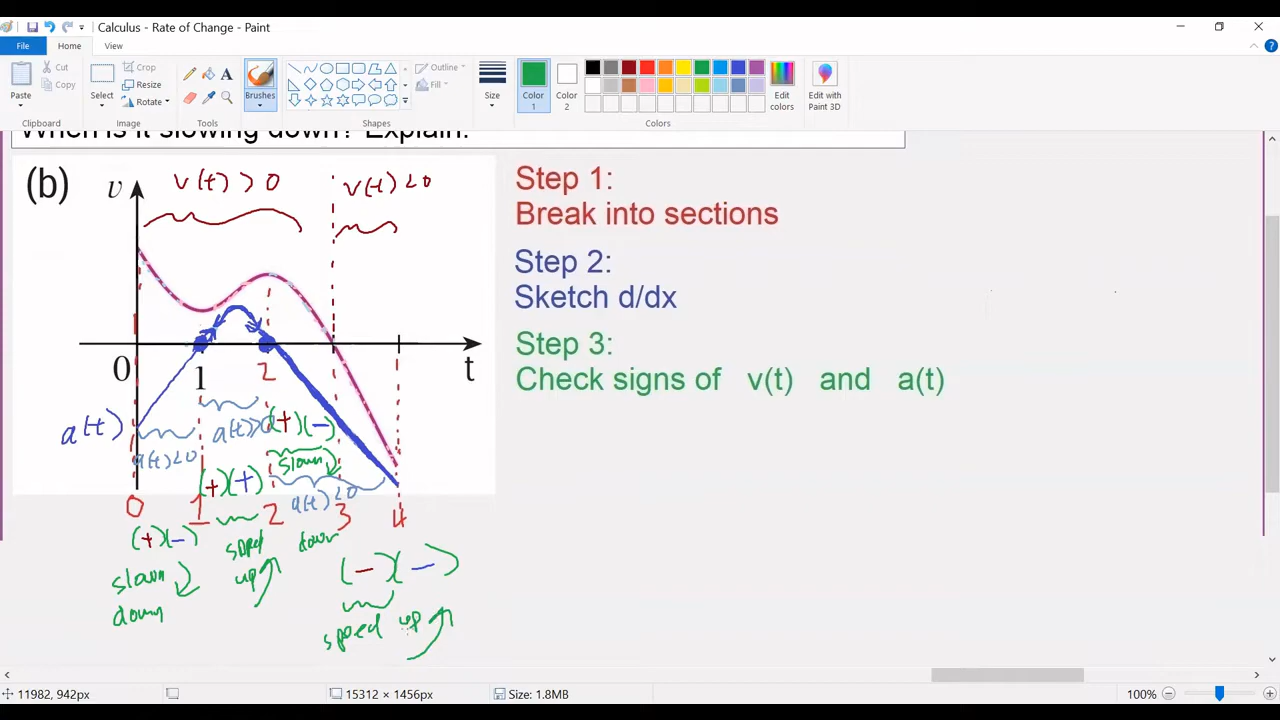 Calculus - Rate of Change - Paint
File Home View
Paste
Cut
Copy
Clipboard
Select
Crop
Resize
Rotate
Image
Tools
Brushes
Shapes
Outline
Fill
Size
Color 1
Color 2
Edit colors
Edit with Paint 3D
Colors
When is it slowing down? Explain.
(b)
v
v(t) > 0
v(t) < 0
0
1
2
t
a(t)
a(t) < 0
a(t) > 0
(+)(-)
slown
(+)(+)
a(t) < 0
0 1 2 3 4
(+)(-)
slown
down
speed
up
down
(-)(-)
speed up
Step 1:
Break into sections
Step 2:
Sketch d/dx
Step 3:
Check signs of v(t) and a(t)
11982, 942px
15312 × 1456px
Size: 1.8MB
100%